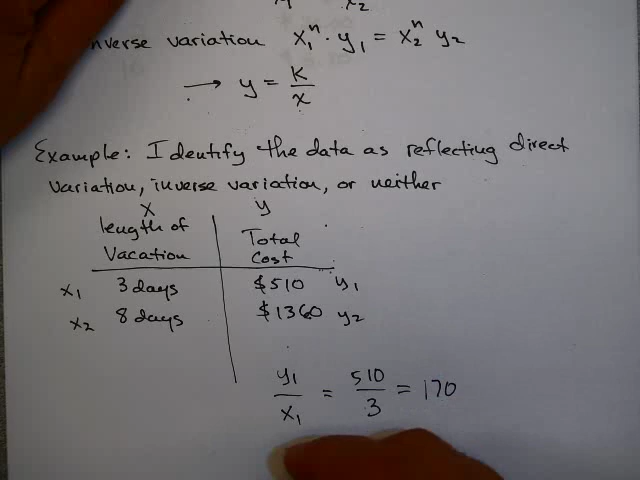 x₂
inverse variation x₁ⁿ · y₁ = x₂ⁿ y₂
→ y = K/x
Example: Identify the data as reflecting direct
variation, inverse variation, or neither
x y
length of Total
Vacation Cost
x₁ 3 days $510 y₁
x₂ 8 days $1360 y₂
y₁/x₁ = 510/3 = 170